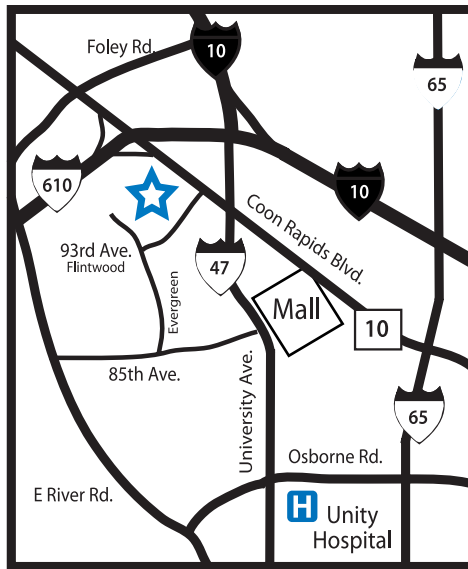 Foley Rd.
10
65
610
10
93rd Ave.
Flintwood
Evergreen
47
Coon Rapids Blvd.
Mall
10
85th Ave.
University Ave.
65
Osborne Rd.
E River Rd.
H
Unity
Hospital